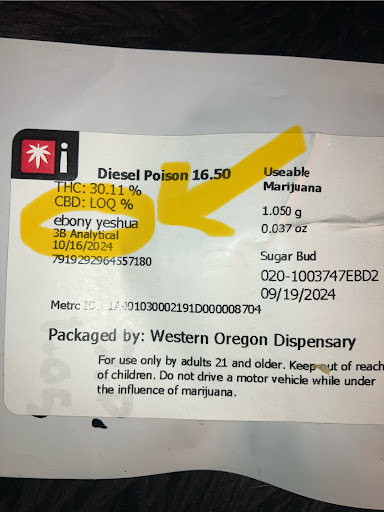 i
Diesel Poison 16.50
THC: 30.11 %
CBD: LOQ %
ebony yeshua
3B Analytical
10/16/2024
7919292964557180
Useable
Marijuana
1.050 g
0.037 oz
Sugar Bud
020-1003747EBD2
09/19/2024
Metrc ID: 1A401030002191D000008704
Packaged by: Western Oregon Dispensary
For use only by adults 21 and older. Keep out of reach
of children. Do not drive a motor vehicle while under
the influence of marijuana.